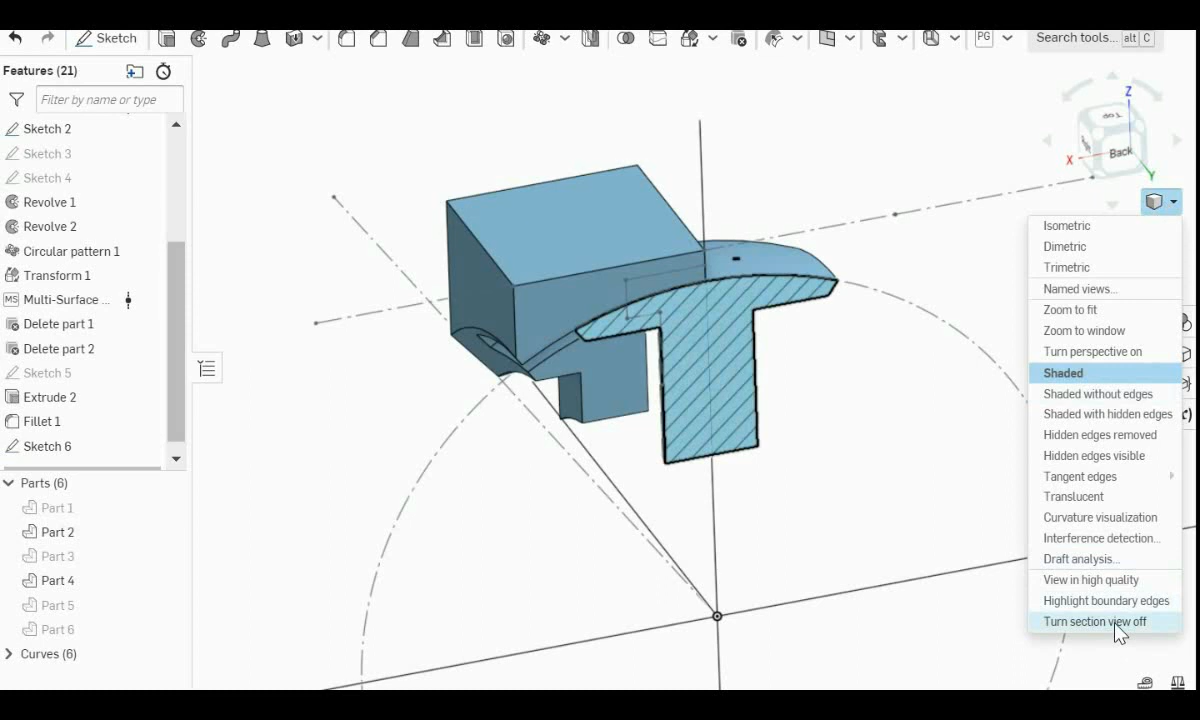 Sketch
PG
Search tools... alt C
Features (21)
Filter by name or type
Sketch 2
Sketch 3
Sketch 4
Revolve 1
Revolve 2
Circular pattern 1
Transform 1
MS Multi-Surface ...
Delete part 1
Delete part 2
Sketch 5
Extrude 2
Fillet 1
Sketch 6
Parts (6)
Part 1
Part 2
Part 3
Part 4
Part 5
Part 6
Curves (6)
Z
Top
Back
X
Y
Isometric
Dimetric
Trimetric
Named views...
Zoom to fit
Zoom to window
Turn perspective on
Shaded
Shaded without edges
Shaded with hidden edges
Hidden edges removed
Hidden edges visible
Tangent edges
Translucent
Curvature visualization
Interference detection...
Draft analysis...
View in high quality
Highlight boundary edges
Turn section view off